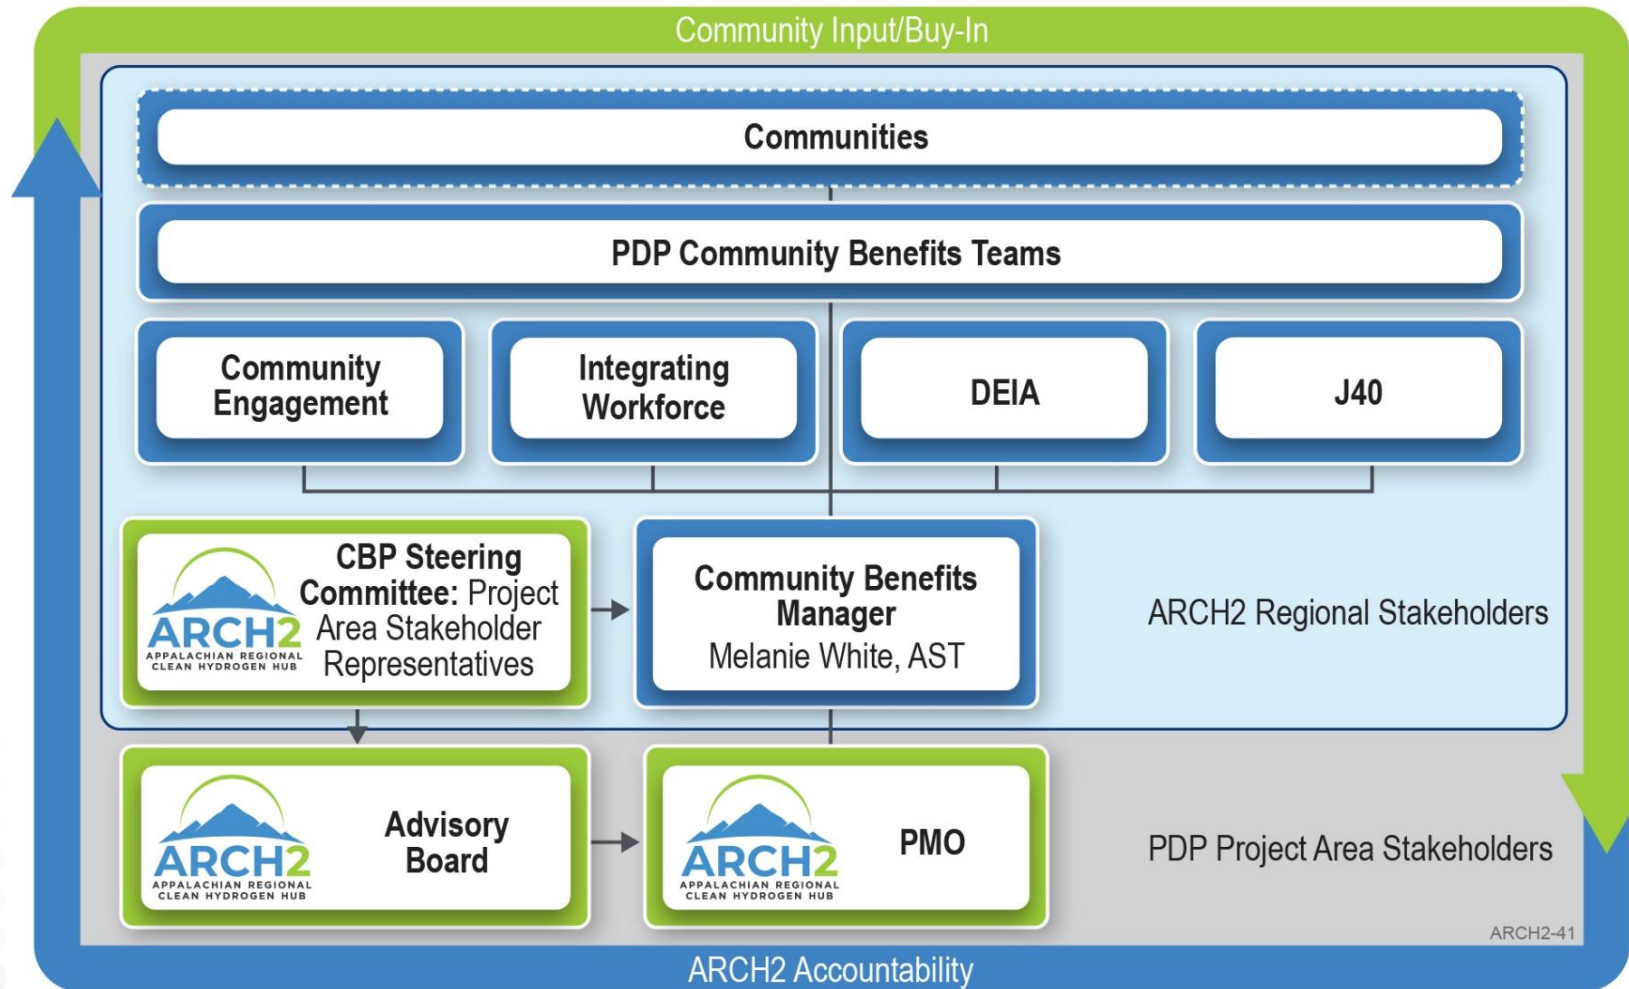 Community Input/Buy-In
Communities
PDP Community Benefits Teams
Community
Engagement
Integrating
Workforce
DEIA
J40
ARCH2
APPALACHIAN REGIONAL
CLEAN HYDROGEN HUB
CBP Steering
Committee: Project
Area Stakeholder
Representatives
Community Benefits
Manager
Melanie White, AST
ARCH2 Regional Stakeholders
ARCH2
APPALACHIAN REGIONAL
CLEAN HYDROGEN HUB
Advisory
Board
ARCH2
APPALACHIAN REGIONAL
CLEAN HYDROGEN HUB
PMO
PDP Project Area Stakeholders
ARCH2-41
ARCH2 Accountability